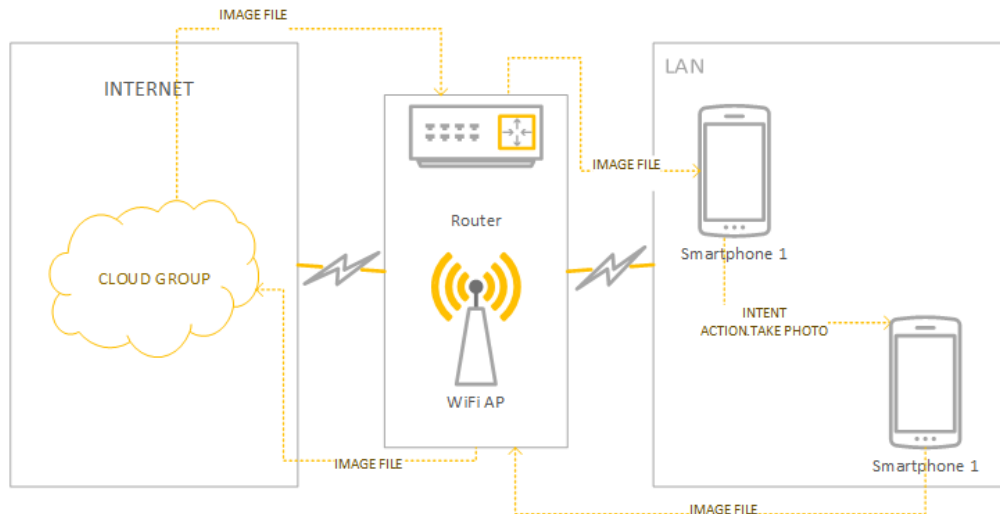 IMAGE FILE
INTERNET
LAN
IMAGE FILE
Router
Smartphone 1
CLOUD GROUP
INTENT
ACTION.TAKE PHOTO
WiFi AP
IMAGE FILE
Smartphone 1
IMAGE FILE